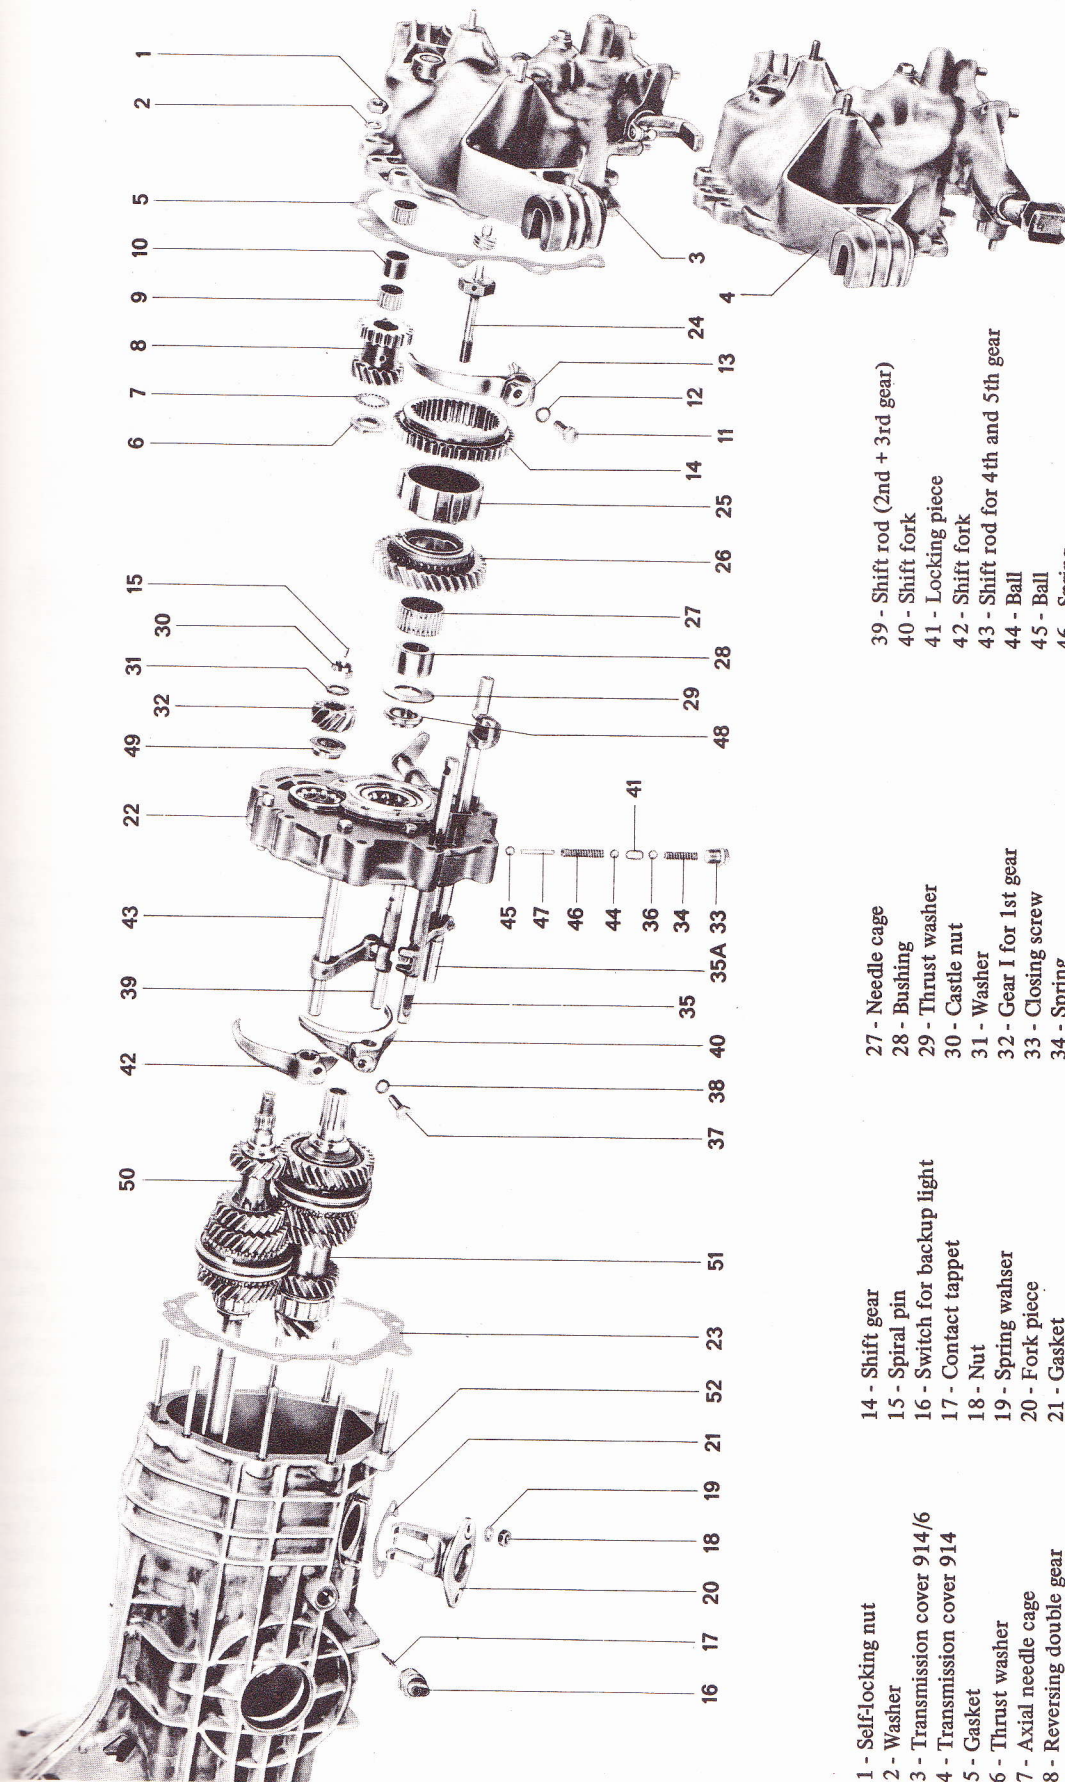 50
42
39
43
22
49
32
31
30
15
6
7
8
9
10
5
2
1
45
47
46
44
36
34
33
41
16
17
20
18
19
21
52
23
51
37
38
40
35
35A
48
29
28
27
26
25
14
11
12
13
24
4
3
1 - Self-locking nut
2 - Washer
3 - Transmission cover 914/6
4 - Transmission cover 914
5 - Gasket
6 - Thrust washer
7 - Axial needle cage
8 - Reversing double gear
14 - Shift gear
15 - Spiral pin
16 - Switch for backup light
17 - Contact tappet
18 - Nut
19 - Spring wahser
20 - Fork piece
21 - Gasket
27 - Needle cage
28 - Bushing
29 - Thrust washer
30 - Castle nut
31 - Washer
32 - Gear I for 1st gear
33 - Closing screw
34 - Spring
39 - Shift rod (2nd + 3rd gear)
40 - Shift fork
41 - Locking piece
42 - Shift fork
43 - Shift rod for 4th and 5th gear
44 - Ball
45 - Ball
46 - Spring